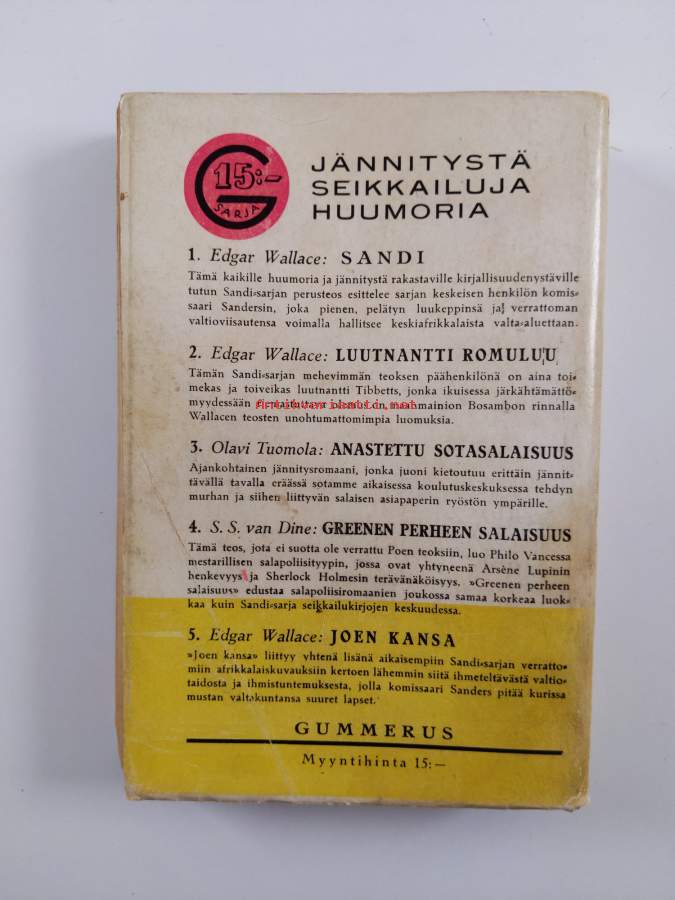 15:-
G
SARJA
JÄNNITYSTÄ
SEIKKAILUJA
HUUMORIA
1. Edgar Wallace: SANDI
Tämä kaikille huumoria ja jännitystä rakastaville kirjallisuudenystäville
tutun Sandi-sarjan perusteos esittelee sarjan keskeisen henkilön komis-
saari Sandersin, joka pienen, pelätyn luukeppinsä ja verrattoman
valtioviisautensa voimalla hallitsee keskiafrikkalaista valta-aluettaan.
2. Edgar Wallace: LUUTNANTTI ROMULUU
Tämän Sandi-sarjan mehevimmän teoksen päähenkilönä on aina toi-
mekas ja toiveikas luutnantti Tibbetts, jonka ikuisessa järkähtämättö-
myydessään verrattoman Bosambon rinnalla
Wallacen teosten unohtumattomimpia luomuksia.
3. Olavi Tuomola: ANASTETTU SOTASALAISUUS
Ajankohtainen jännitysromaani, jonka juoni kietoutuu erittäin jännit-
tävällä tavalla eräässä sotamme aikaisessa koulutuskeskuksessa tehdyn
murhan ja siihen liittyvän salaisen asiapaperin ryöstön ympärille.
4. S. S. van Dine: GREENEN PERHEEN SALAISUUS
Tämä teos, jota ei suotta ole verrattu Poen teoksiin, luo Philo Vancessa
mestarillisen salapoliisityypin, jossa ovat yhtyneenä Arsène Lupinin
henkevyys ja Sherlock Holmesin terävänäköisyys. »Greenen perheen
salaisuus» edustaa salapoliisiromaanien joukossa samaa korkeaa luok-
kaa kuin Sandi-sarja seikkailukirjojen keskuudessa.
5. Edgar Wallace: JOEN KANSA
»Joen kansa» liittyy yhtenä lisänä aikaisempiin Sandi-sarjan verratto-
miin afrikkalaiskuvauksiin kertoen lähemmin siitä ihmeteltävästä valtio-
taidosta ja ihmistuntemuksesta, jolla komissaari Sanders pitää kurissa
mustan valtakuntansa suuret lapset.
GUMMERUS
Myyntihinta 15:—